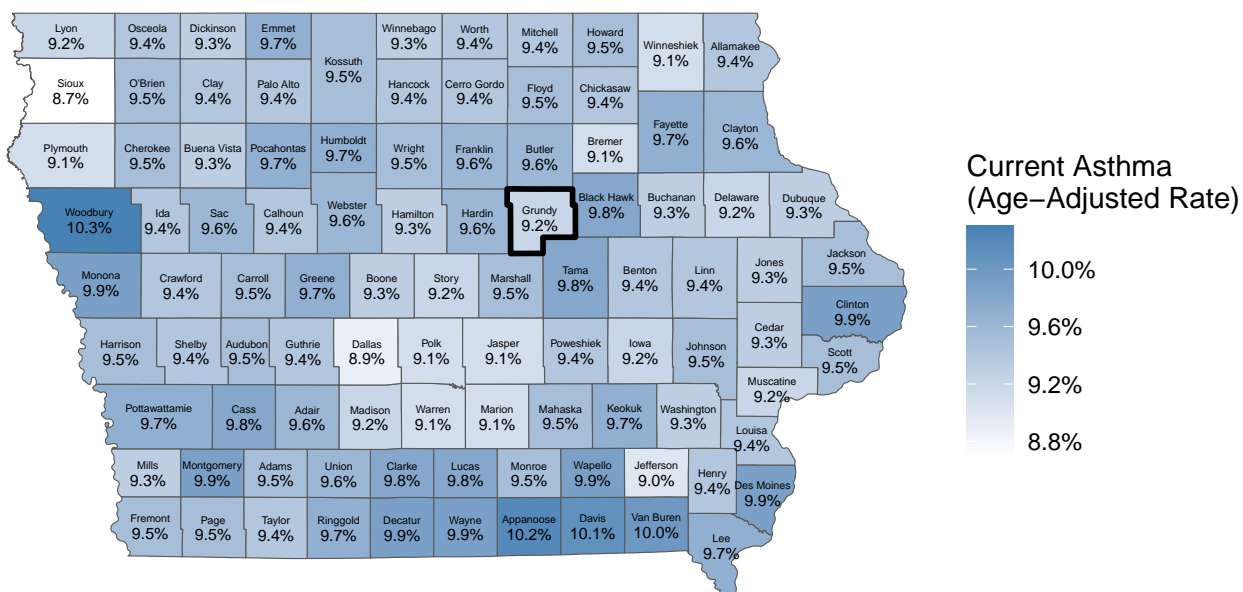 Lyon
9.2%
Osceola
9.4%
Dickinson
9.3%
Emmet
9.7%
Kossuth
9.5%
Winnebago
9.3%
Worth
9.4%
Mitchell
9.4%
Howard
9.5%
Winneshiek
9.1%
Allamakee
9.4%
Sioux
8.7%
O'Brien
9.5%
Clay
9.4%
Palo Alto
9.4%
Hancock
9.4%
Cerro Gordo
9.4%
Floyd
9.5%
Chickasaw
9.4%
Fayette
9.7%
Clayton
9.6%
Plymouth
9.1%
Cherokee
9.5%
Buena Vista
9.3%
Pocahontas
9.7%
Humboldt
9.7%
Wright
9.5%
Franklin
9.6%
Butler
9.6%
Bremer
9.1%
Woodbury
10.3%
Ida
9.4%
Sac
9.6%
Calhoun
9.4%
Webster
9.6%
Hamilton
9.3%
Hardin
9.6%
Grundy
9.2%
Black Hawk
9.8%
Buchanan
9.3%
Delaware
9.2%
Dubuque
9.3%
Monona
9.9%
Crawford
9.4%
Carroll
9.5%
Greene
9.7%
Boone
9.3%
Story
9.2%
Marshall
9.5%
Tama
9.8%
Benton
9.4%
Linn
9.4%
Jones
9.3%
Jackson
9.5%
Clinton
9.9%
Harrison
9.5%
Shelby
9.4%
Audubon
9.5%
Guthrie
9.4%
Dallas
8.9%
Polk
9.1%
Jasper
9.1%
Poweshiek
9.4%
Iowa
9.2%
Johnson
9.5%
Cedar
9.3%
Scott
9.5%
Muscatine
9.2%
Pottawattamie
9.7%
Cass
9.8%
Adair
9.6%
Madison
9.2%
Warren
9.1%
Marion
9.1%
Mahaska
9.5%
Keokuk
9.7%
Washington
9.3%
Louisa
9.4%
Mills
9.3%
Montgomery
9.9%
Adams
9.5%
Union
9.6%
Clarke
9.8%
Lucas
9.8%
Monroe
9.5%
Wapello
9.9%
Jefferson
9.0%
Henry
9.4%
Des Moines
9.9%
Fremont
9.5%
Page
9.5%
Taylor
9.4%
Ringgold
9.7%
Decatur
9.9%
Wayne
9.9%
Appanoose
10.2%
Davis
10.1%
Van Buren
10.0%
Lee
9.7%
Current Asthma
(Age−Adjusted Rate)
10.0%
9.6%
9.2%
8.8%